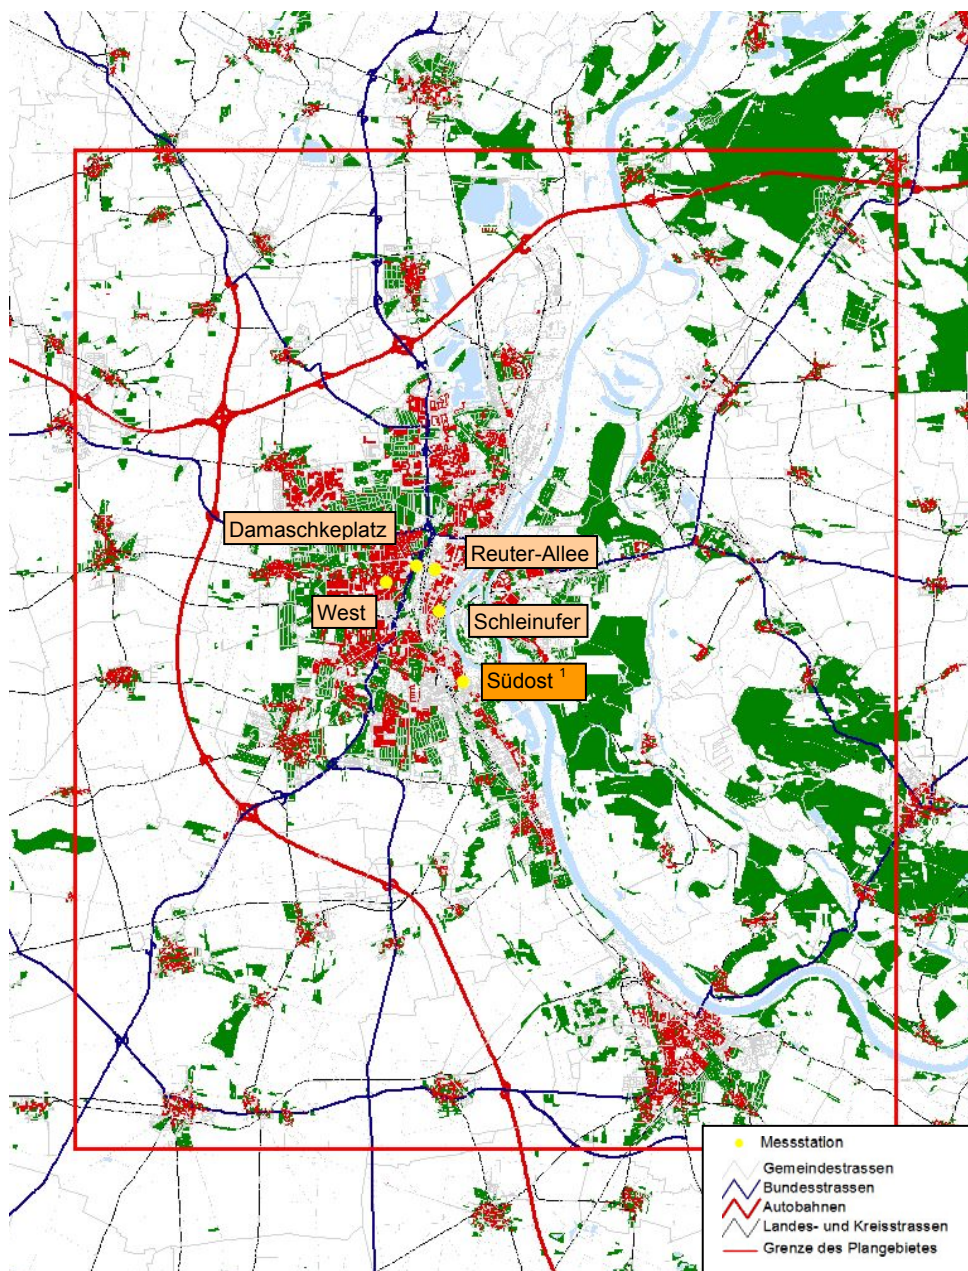 Damaschkeplatz
Reuter-Allee
West
Schleinufer
Südost ¹
Messstation
Gemeindestrassen
Bundesstrassen
Autobahnen
Landes- und Kreisstrassen
Grenze des Plangebietes